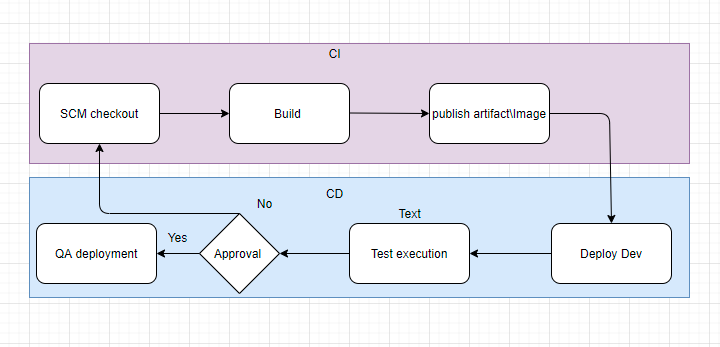 CI
SCM checkout
Build
publish artifact\Image
CD
No
Text
Yes
QA deployment
Approval
Test execution
Deploy Dev